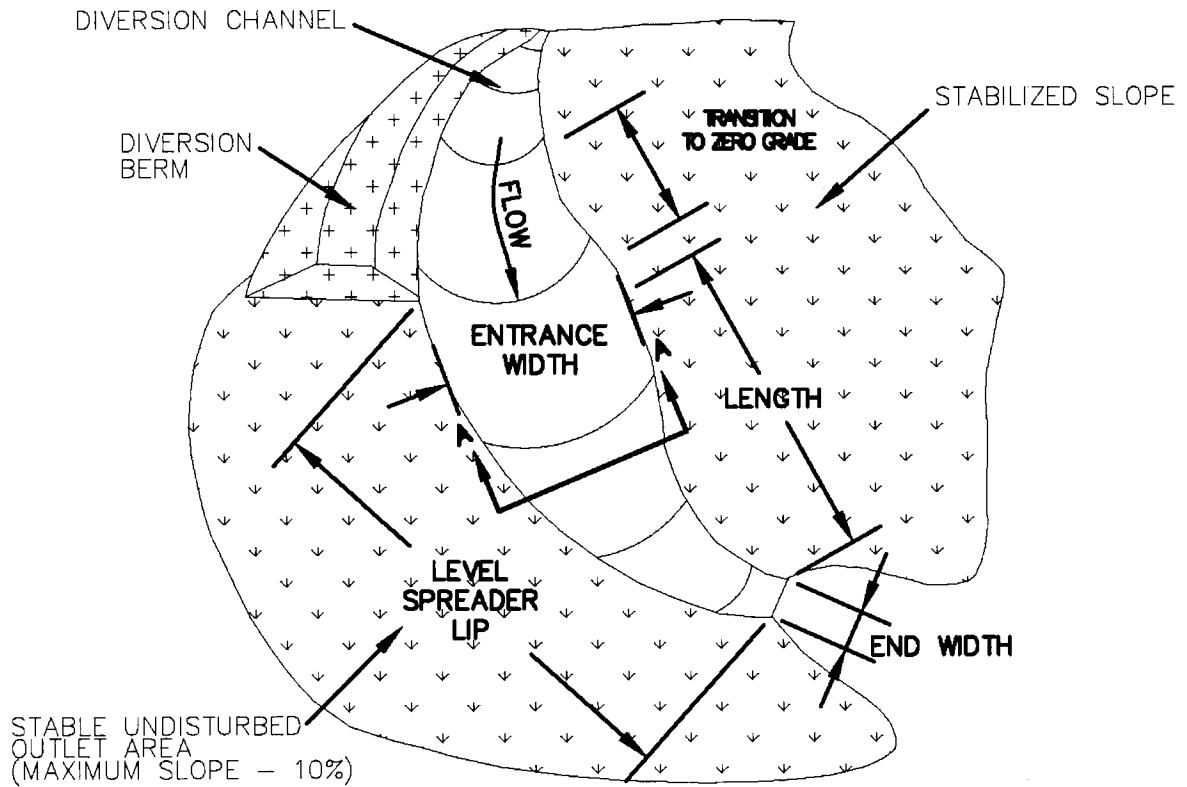 DIVERSION CHANNEL
STABILIZED SLOPE
TRANSITION
TO ZERO GRADE
DIVERSION
BERM
FLOW
ENTRANCE
WIDTH
A
LENGTH
A
LEVEL
SPREADER
LIP
END WIDTH
STABLE UNDISTURBED
OUTLET AREA
(MAXIMUM SLOPE – 10%)